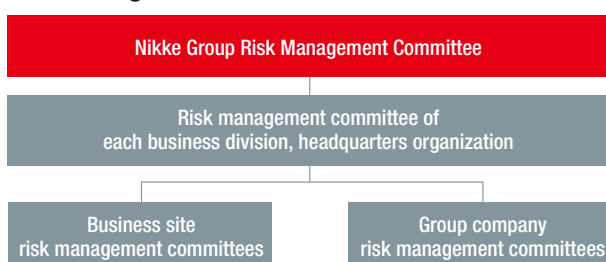 Nikke Group Risk Management Committee
Risk management committee of
each business division, headquarters organization
Business site
risk management committees
Group company
risk management committees